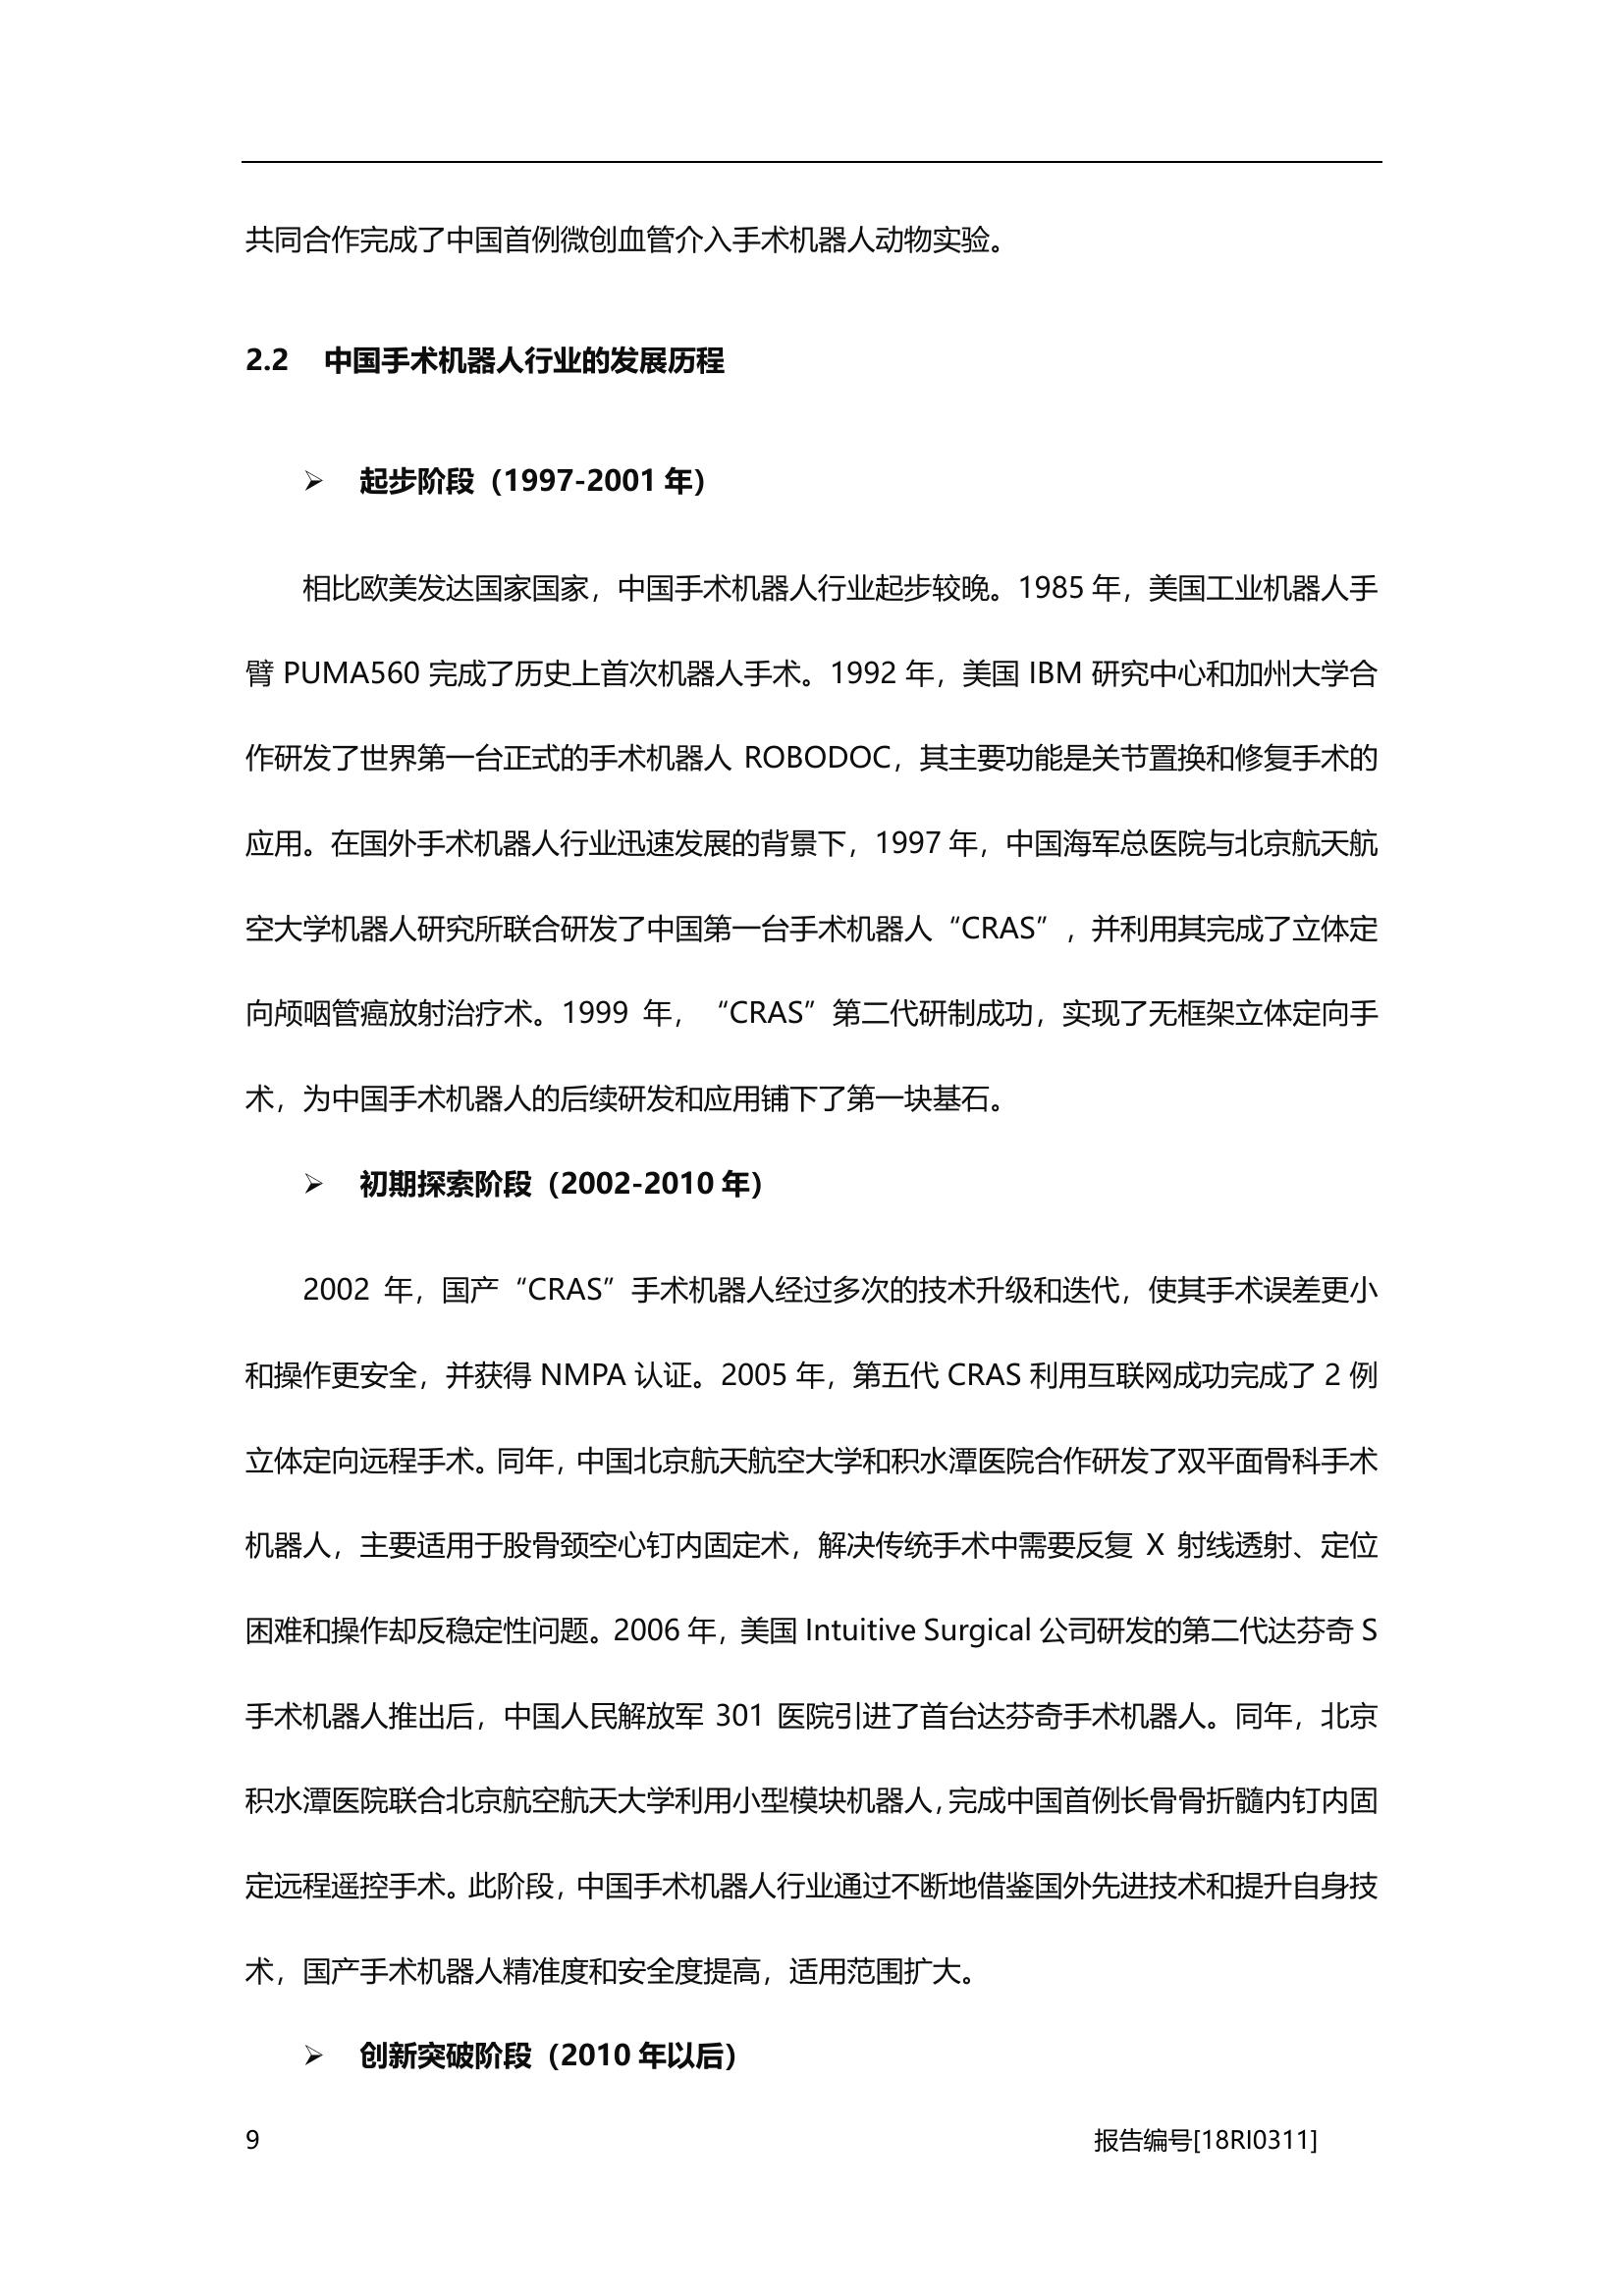 共同合作完成了中国首例微创血管介入手术机器人动物实验。
2.2 中国手术机器人行业的发展历程
➢ 起步阶段（1997-2001 年）
相比欧美发达国家国家，中国手术机器人行业起步较晚。1985 年，美国工业机器人手
臂 PUMA560 完成了历史上首次机器人手术。1992 年，美国 IBM 研究中心和加州大学合
作研发了世界第一台正式的手术机器人 ROBODOC，其主要功能是关节置换和修复手术的
应用。在国外手术机器人行业迅速发展的背景下，1997 年，中国海军总医院与北京航天航
空大学机器人研究所联合研发了中国第一台手术机器人“CRAS”，并利用其完成了立体定
向颅咽管癌放射治疗术。1999 年，“CRAS”第二代研制成功，实现了无框架立体定向手
术，为中国手术机器人的后续研发和应用铺下了第一块基石。
➢ 初期探索阶段（2002-2010 年）
2002 年，国产“CRAS”手术机器人经过多次的技术升级和迭代，使其手术误差更小
和操作更安全，并获得 NMPA 认证。2005 年，第五代 CRAS 利用互联网成功完成了 2 例
立体定向远程手术。同年，中国北京航天航空大学和积水潭医院合作研发了双平面骨科手术
机器人，主要适用于股骨颈空心钉内固定术，解决传统手术中需要反复 X 射线透射、定位
困难和操作却反稳定性问题。2006 年，美国 Intuitive Surgical 公司研发的第二代达芬奇 S
手术机器人推出后，中国人民解放军 301 医院引进了首台达芬奇手术机器人。同年，北京
积水潭医院联合北京航空航天大学利用小型模块机器人，完成中国首例长骨骨折髓内钉内固
定远程遥控手术。此阶段，中国手术机器人行业通过不断地借鉴国外先进技术和提升自身技
术，国产手术机器人精准度和安全度提高，适用范围扩大。
➢ 创新突破阶段（2010 年以后）
9 报告编号[18RI0311]